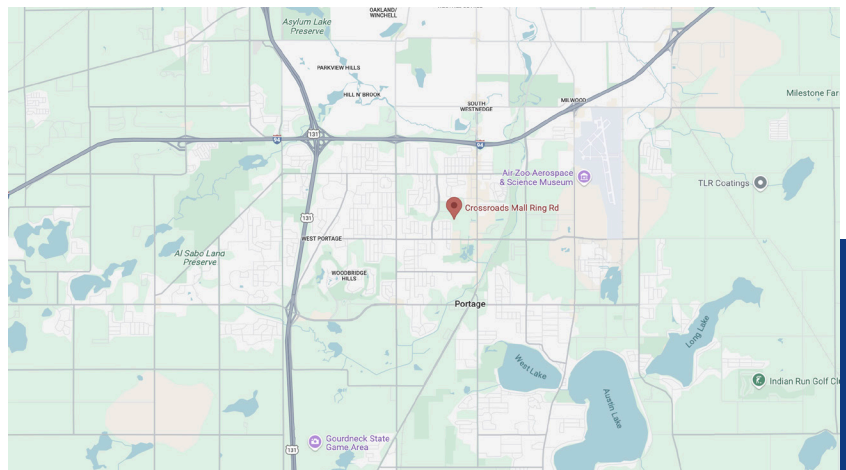 OAKLAND/
WINCHELL
Asylum Lake
Preserve
PARKVIEW HILLS
HILL N' BROOK
SOUTH
WESTNEDGE
MILWOOD
Milestone Far
131
94
94
Air Zoo Aerospace
& Science Museum
TLR Coatings
Crossroads Mall Ring Rd
131
WEST PORTAGE
Al Sabo Land
Preserve
WOODBRIDGE
HILLS
Portage
Long Lake
West Lake
Indian Run Golf Cl
Austin Lake
Gourdneck State
Game Area
131